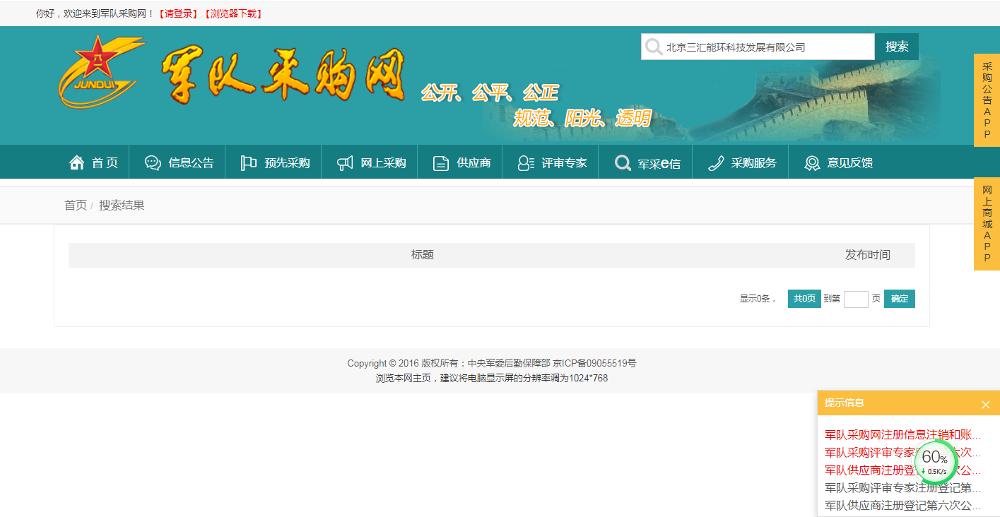 你好，欢迎来到军队采购网！【请登录】【浏览器下载】
JUNDUI
军队采购网
公开、公平、公正
规范、阳光、透明
北京三汇能环科技发展有限公司 搜索
采购公告APP
首 页 信息公告 预先采购 网上采购 供应商 评审专家 军采e信 采购服务 意见反馈
网上商城APP
首页 / 搜索结果
标题 发布时间
显示0条， 共0页 到第 页 确定
Copyright © 2016 版权所有：中央军委后勤保障部 京ICP备09055519号
浏览本网主页，建议将电脑显示屏的分辨率调为1024*768
提示信息
军队采购网注册信息注销和账...
军队采购评审专家 六次...
军队供应商注册登 次公...
军队采购评审专家注册登记第...
军队供应商注册登记第六次公...
60%
0.5K/s